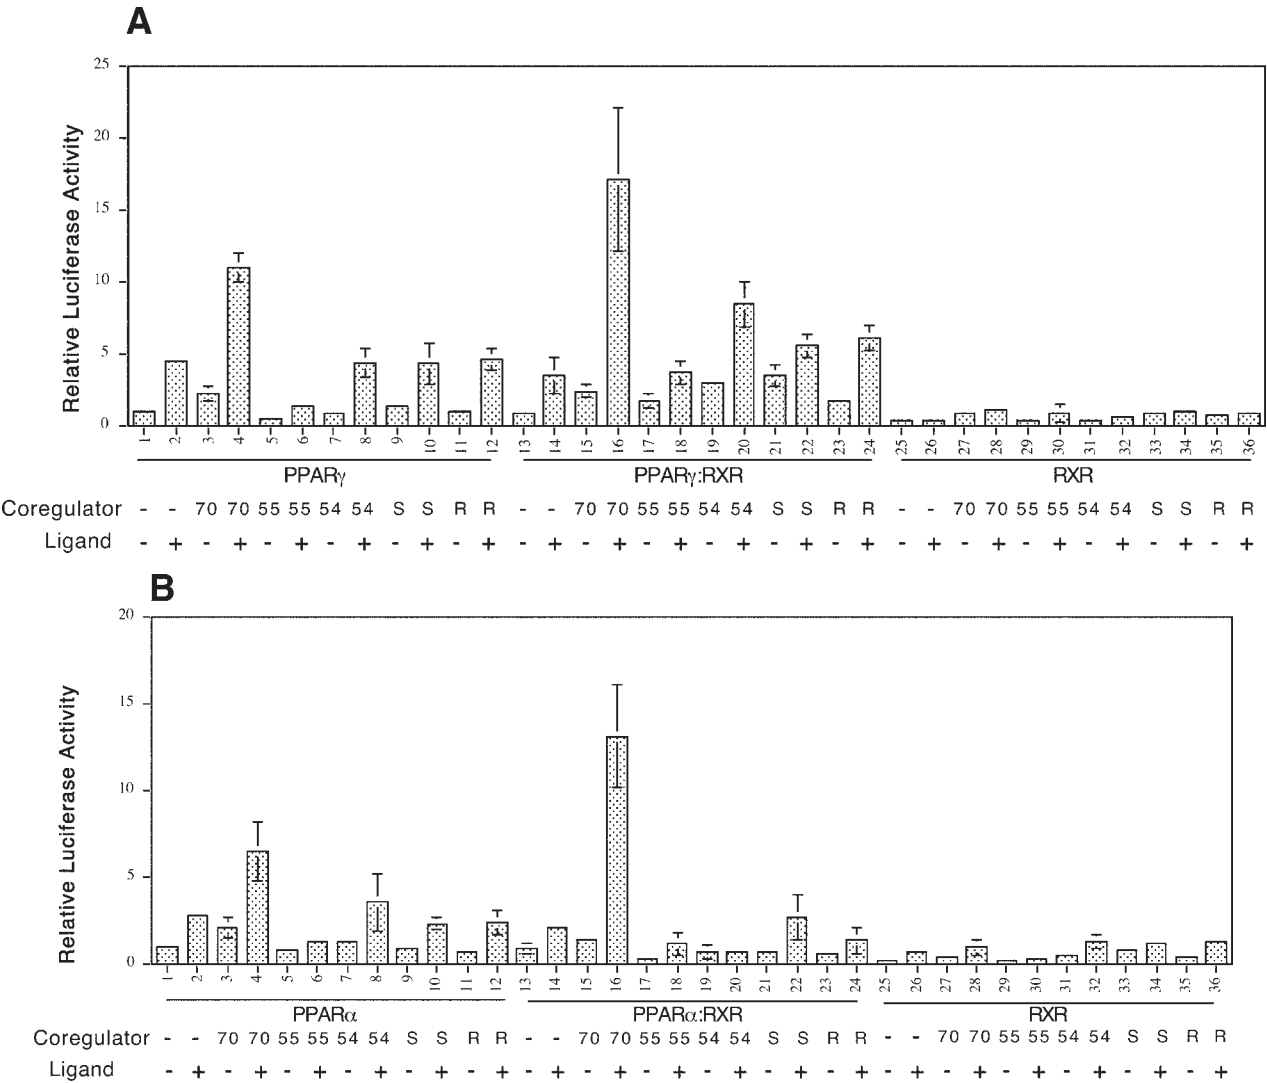 A
25
20
15
10
5
0
Relative Luciferase Activity
1 2 3 4 5 6 7 8 9 10 11 12 13 14 15 16 17 18 19 20 21 22 23 24 25 26 27 28 29 30 31 32 33 34 35 36
PPARγ PPARγ:RXR RXR
Coregulator - - 70 70 55 55 54 54 S S R R - - 70 70 55 55 54 54 S S R R - - 70 70 55 55 54 54 S S R R
Ligand - + - + - + - + - + - + - + - + - + - + - + - + - + - + - + - + - + - +
B
20
15
10
5
0
Relative Luciferase Activity
1 2 3 4 5 6 7 8 9 10 11 12 13 14 15 16 17 18 19 20 21 22 23 24 25 26 27 28 29 30 31 32 33 34 35 36
PPARα PPARα:RXR RXR
Coregulator - - 70 70 55 55 54 54 S S R R - - 70 70 55 55 54 54 S S R R - - 70 70 55 55 54 54 S S R R
Ligand - + - + - + - + - + - + - + - + - + - + - + - + - + - + - + - + - + - +